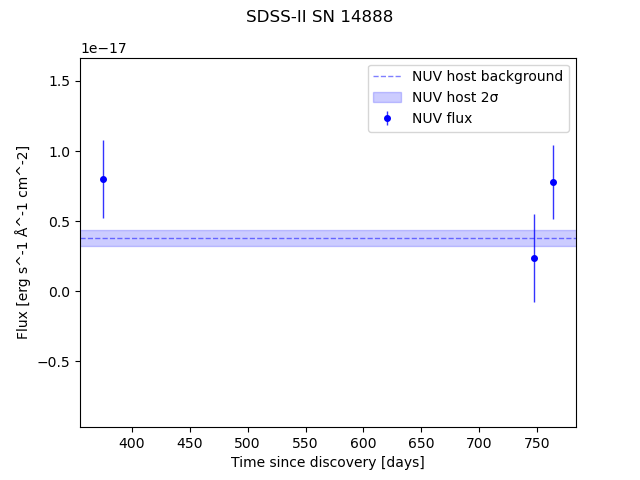 SDSS-II SN 14888
1e−17
NUV host background
NUV host 2σ
NUV flux
1.5
1.0
0.5
0.0
−0.5
Flux [erg s^-1 Å^-1 cm^-2]
400 450 500 550 600 650 700 750
Time since discovery [days]